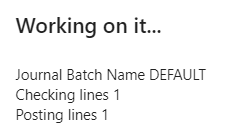 Working on it...
Journal Batch Name DEFAULT
Checking lines 1
Posting lines 1